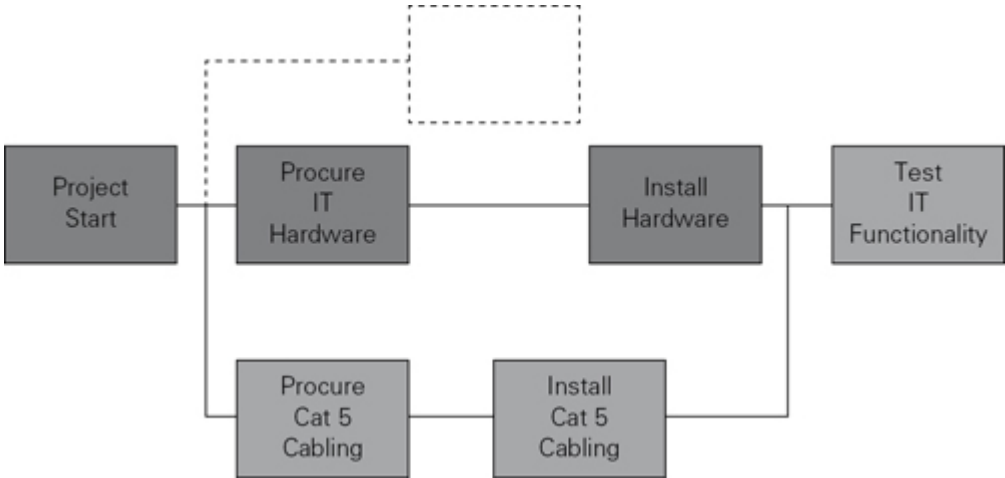 Project
Start
Procure
IT
Hardware
Install
Hardware
Test
IT
Functionality
Procure
Cat 5
Cabling
Install
Cat 5
Cabling